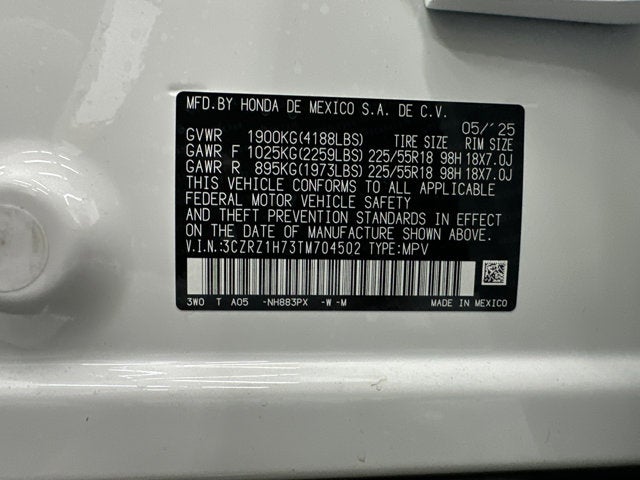 MFD.BY HONDA DE MEXICO S.A. DE C.V.
05/'25
GVWR 1900KG(4188LBS) TIRE SIZE RIM SIZE
GAWR F 1025KG(2259LBS) 225/55R18 98H 18X7.0J
GAWR R 895KG(1973LBS) 225/55R18 98H 18X7.0J
THIS VEHICLE CONFORMS TO ALL APPLICABLE
FEDERAL MOTOR VEHICLE SAFETY
AND THEFT PREVENTION STANDARDS IN EFFECT
ON THE DATE OF MANUFACTURE SHOWN ABOVE.
V.I.N.:3CZRZ1H73TM704502 TYPE:MPV
3W0 T A05 -NH883PX -W -M MADE IN MEXICO